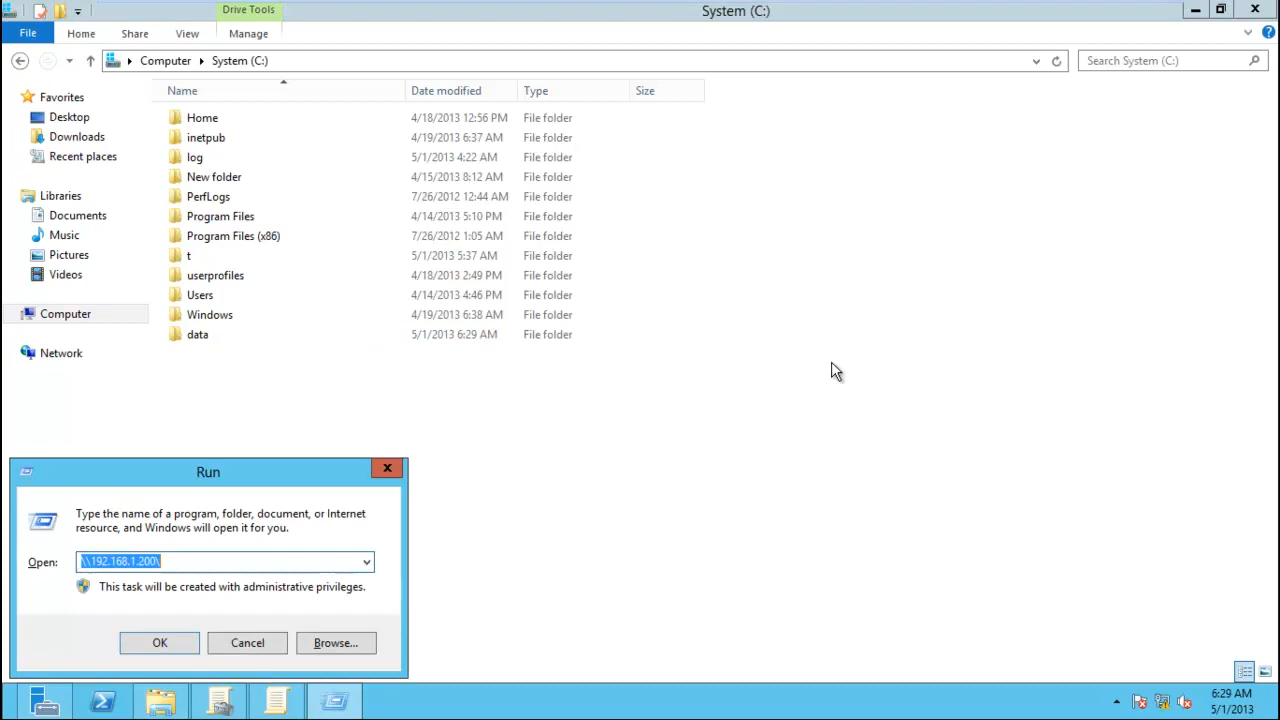 Drive Tools
System (C:)
File
Home
Share
View
Manage
Computer
System (C:)
Search System (C:)
Name
Date modified
Type
Size
Favorites
Desktop
Downloads
Recent places
Libraries
Documents
Music
Pictures
Videos
Computer
Network
Home 4/18/2013 12:56 PM File folder
inetpub 4/19/2013 6:37 AM File folder
log 5/1/2013 4:22 AM File folder
New folder 4/15/2013 8:12 AM File folder
PerfLogs 7/26/2012 12:44 AM File folder
Program Files 4/14/2013 5:10 PM File folder
Program Files (x86) 7/26/2012 1:05 AM File folder
t 5/1/2013 5:37 AM File folder
userprofiles 4/18/2013 2:49 PM File folder
Users 4/14/2013 4:46 PM File folder
Windows 4/19/2013 6:38 AM File folder
data 5/1/2013 6:29 AM File folder
Run
Type the name of a program, folder, document, or Internet
resource, and Windows will open it for you.
Open: \\192.168.1.200\
This task will be created with administrative privileges.
OK
Cancel
Browse...
6:29 AM
5/1/2013